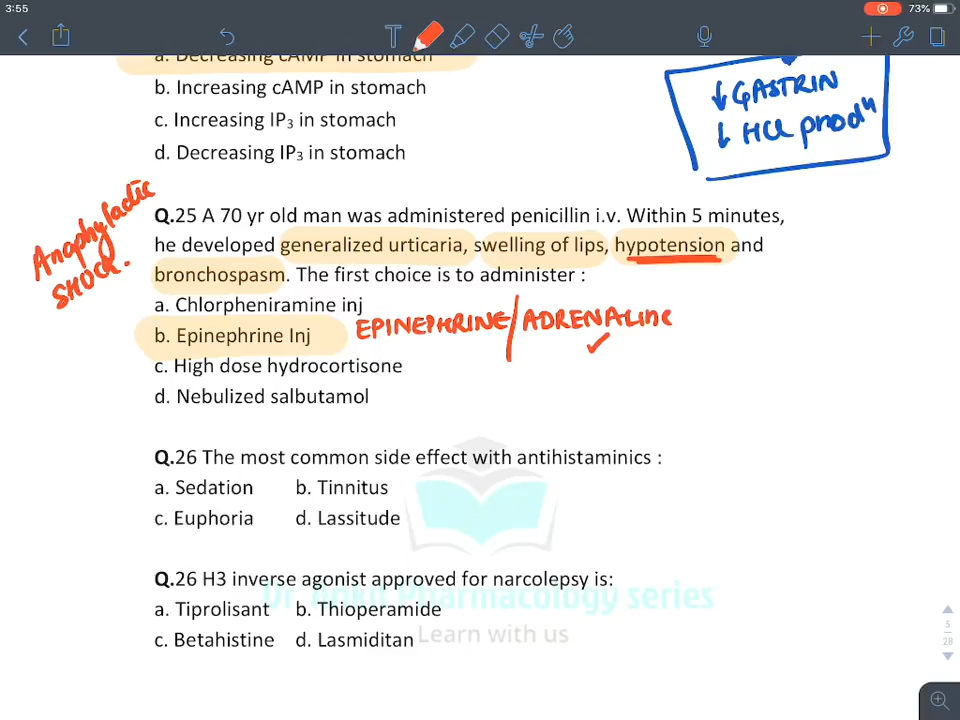 3:55
73%
T
a. Decreasing cAMP in stomach
b. Increasing cAMP in stomach
c. Increasing IP3 in stomach
d. Decreasing IP3 in stomach
↓ GASTRIN
↓ HCL prodⁿ
Anaphylactic
SHOCK.
Q.25 A 70 yr old man was administered penicillin i.v. Within 5 minutes,
he developed generalized urticaria, swelling of lips, hypotension and
bronchospasm. The first choice is to administer :
a. Chlorpheniramine inj
b. Epinephrine Inj
EPINEPHRINE/ADRENALINE
c. High dose hydrocortisone
d. Nebulized salbutamol
Q.26 The most common side effect with antihistaminics :
a. Sedation b. Tinnitus
c. Euphoria d. Lassitude
Q.26 H3 inverse agonist approved for narcolepsy is:
a. Tiprolisant b. Thioperamide
c. Betahistine d. Lasmiditan
Pharmacology series
Learn with us
5
28